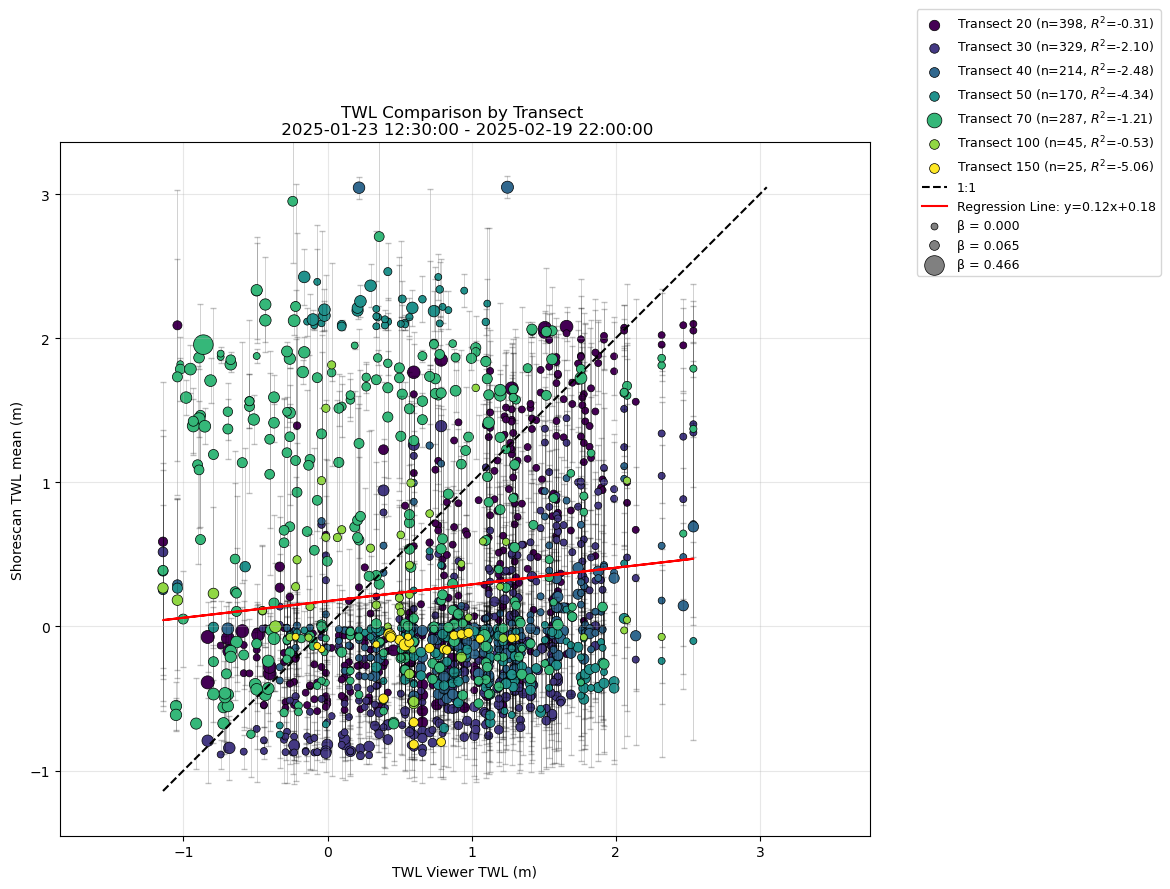 Transect 20 (n=398, R²=-0.31)
Transect 30 (n=329, R²=-2.10)
Transect 40 (n=214, R²=-2.48)
Transect 50 (n=170, R²=-4.34)
Transect 70 (n=287, R²=-1.21)
Transect 100 (n=45, R²=-0.53)
Transect 150 (n=25, R²=-5.06)
1:1
Regression Line: y=0.12x+0.18
β = 0.000
β = 0.065
β = 0.466
TWL Comparison by Transect
2025-01-23 12:30:00 - 2025-02-19 22:00:00
Shorescan TWL mean (m)
3
2
1
0
−1
−1 0 1 2 3
TWL Viewer TWL (m)